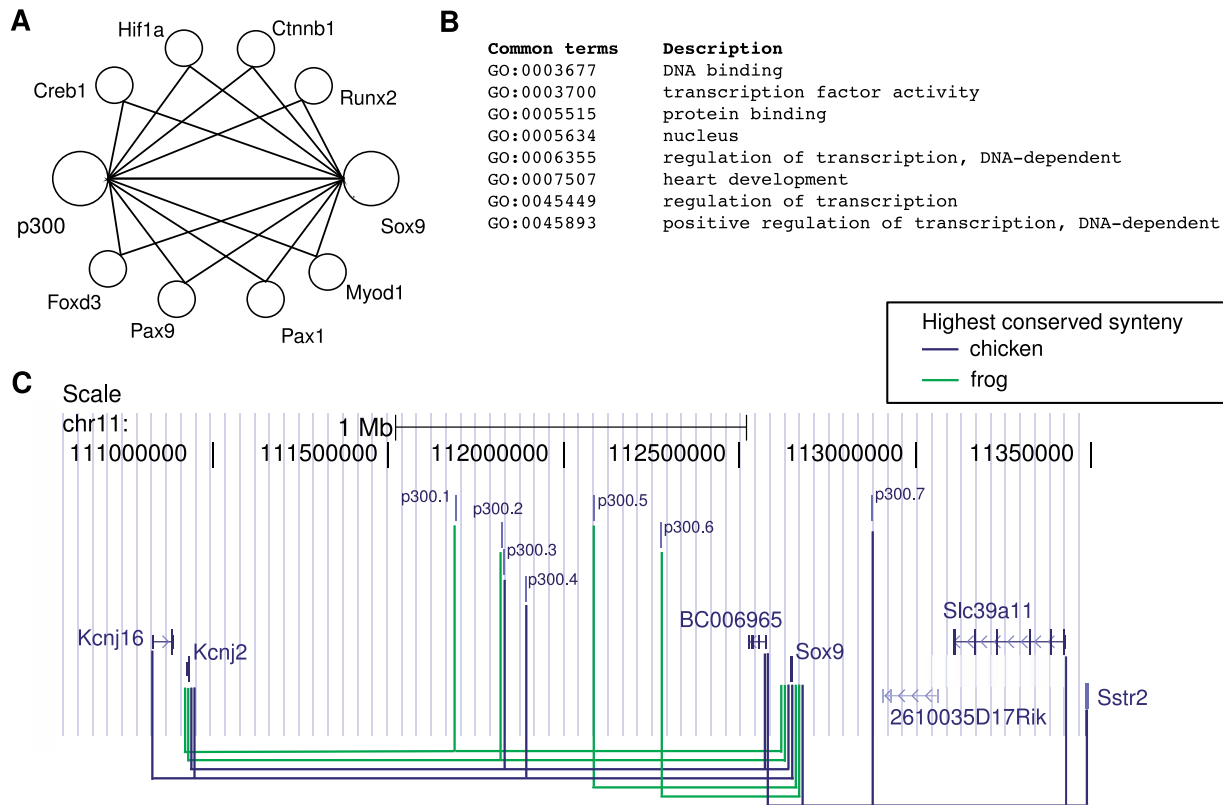 A
Hif1a
Ctnnb1
Creb1
Runx2
p300
Sox9
Foxd3
Myod1
Pax9
Pax1
B
Common terms Description
GO:0003677 DNA binding
GO:0003700 transcription factor activity
GO:0005515 protein binding
GO:0005634 nucleus
GO:0006355 regulation of transcription, DNA-dependent
GO:0007507 heart development
GO:0045449 regulation of transcription
GO:0045893 positive regulation of transcription, DNA-dependent
Highest conserved synteny
chicken
frog
C
Scale
chr11:
1 Mb
111000000 111500000 112000000 112500000 113000000 11350000
p300.1
p300.2
p300.3
p300.4
p300.5
p300.6
p300.7
Kcnj16
Kcnj2
BC006965
Sox9
Slc39a11
2610035D17Rik
Sstr2